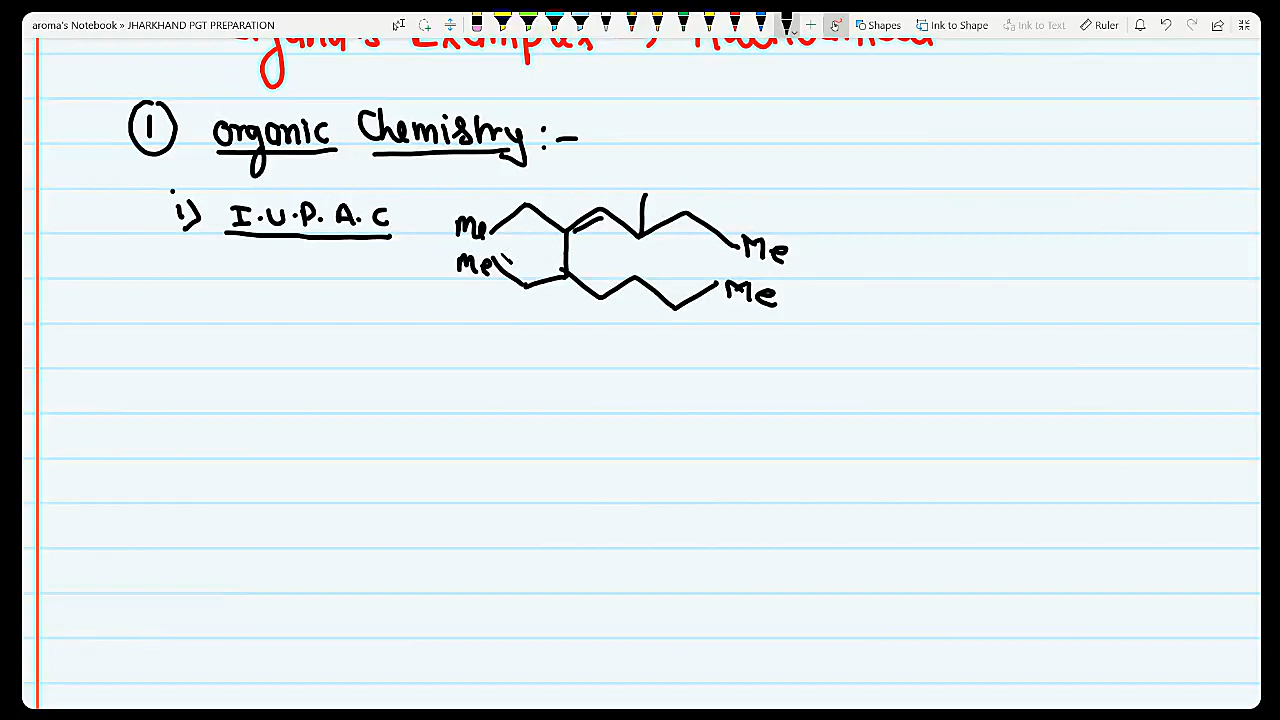 aroma's Notebook » JHARKHAND PGT PREPARATION
Shapes Ink to Shape Ink to Text Ruler
① organic Chemistry :-
i) I.U.P.A.C
Me
Me
Me
Me